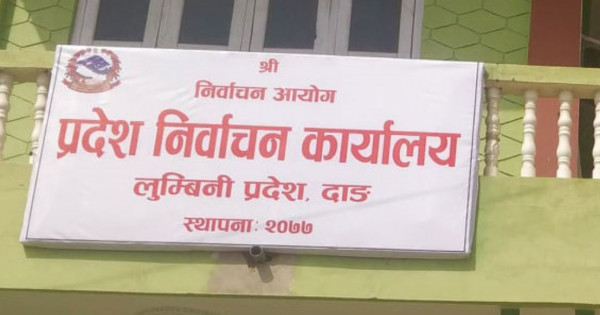 श्री
निर्वाचन आयोग
प्रदेश निर्वाचन कार्यालय
लुम्बिनी प्रदेश, दाङ
स्थापना: २०७७